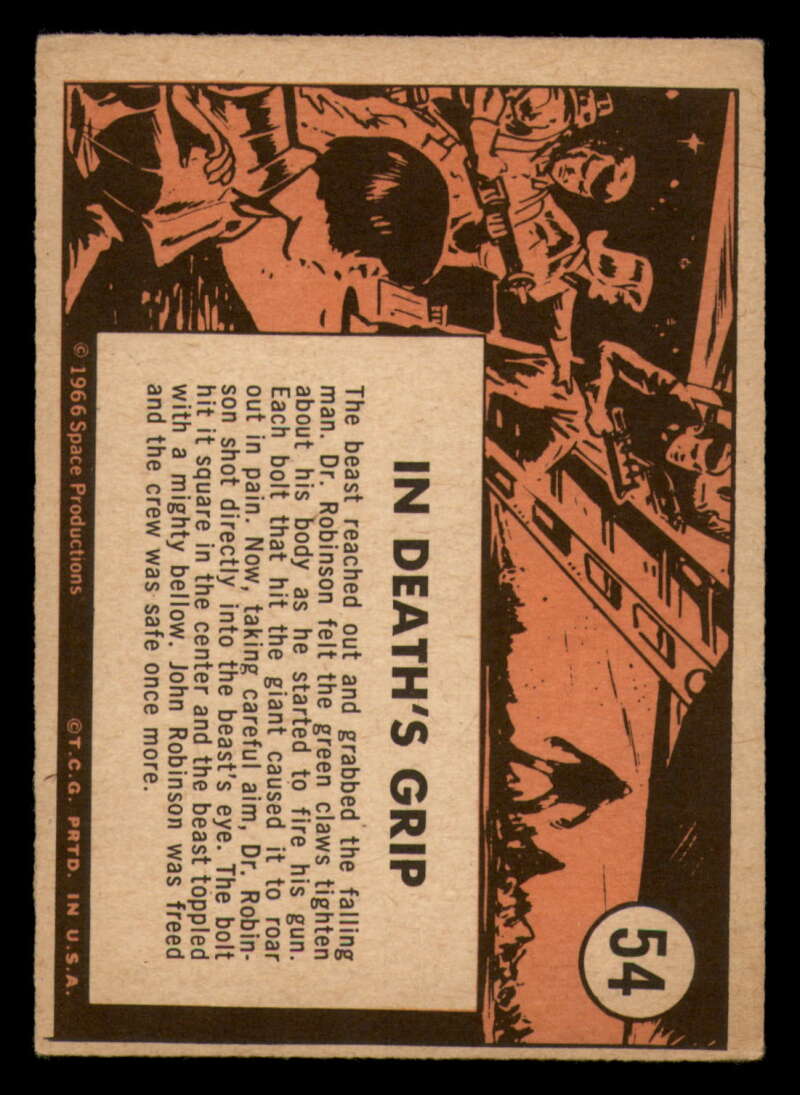 54
IN DEATH'S GRIP
The beast reached out and grabbed the falling
man. Dr. Robinson felt the green claws tighten
about his body as he started to fire his gun.
Each bolt that hit the giant caused it to roar
out in pain. Now, taking careful aim, Dr. Robin-
son shot directly into the beast's eye. The bolt
hit it square in the center and the beast toppled
with a mighty bellow. John Robinson was freed
and the crew was safe once more.
© 1966 Space Productions
© T.C.G. PRTD. IN U.S.A.